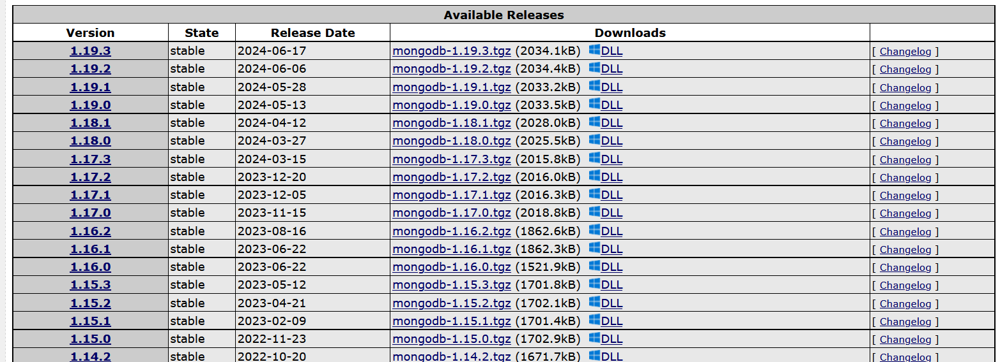 Available Releases
Version State Release Date Downloads
1.19.3 stable 2024-06-17 mongodb-1.19.3.tgz (2034.1kB) DLL [ Changelog ]
1.19.2 stable 2024-06-06 mongodb-1.19.2.tgz (2034.4kB) DLL [ Changelog ]
1.19.1 stable 2024-05-28 mongodb-1.19.1.tgz (2033.2kB) DLL [ Changelog ]
1.19.0 stable 2024-05-13 mongodb-1.19.0.tgz (2033.5kB) DLL [ Changelog ]
1.18.1 stable 2024-04-12 mongodb-1.18.1.tgz (2028.0kB) DLL [ Changelog ]
1.18.0 stable 2024-03-27 mongodb-1.18.0.tgz (2025.5kB) DLL [ Changelog ]
1.17.3 stable 2024-03-15 mongodb-1.17.3.tgz (2015.8kB) DLL [ Changelog ]
1.17.2 stable 2023-12-20 mongodb-1.17.2.tgz (2016.0kB) DLL [ Changelog ]
1.17.1 stable 2023-12-05 mongodb-1.17.1.tgz (2016.3kB) DLL [ Changelog ]
1.17.0 stable 2023-11-15 mongodb-1.17.0.tgz (2018.8kB) DLL [ Changelog ]
1.16.2 stable 2023-08-16 mongodb-1.16.2.tgz (1862.6kB) DLL [ Changelog ]
1.16.1 stable 2023-06-22 mongodb-1.16.1.tgz (1862.3kB) DLL [ Changelog ]
1.16.0 stable 2023-06-22 mongodb-1.16.0.tgz (1521.9kB) DLL [ Changelog ]
1.15.3 stable 2023-05-12 mongodb-1.15.3.tgz (1701.8kB) DLL [ Changelog ]
1.15.2 stable 2023-04-21 mongodb-1.15.2.tgz (1702.1kB) DLL [ Changelog ]
1.15.1 stable 2023-02-09 mongodb-1.15.1.tgz (1701.4kB) DLL [ Changelog ]
1.15.0 stable 2022-11-23 mongodb-1.15.0.tgz (1702.9kB) DLL [ Changelog ]
1.14.2 stable 2022-10-20 mongodb-1.14.2.tgz (1671.7kB) DLL [ Changelog ]